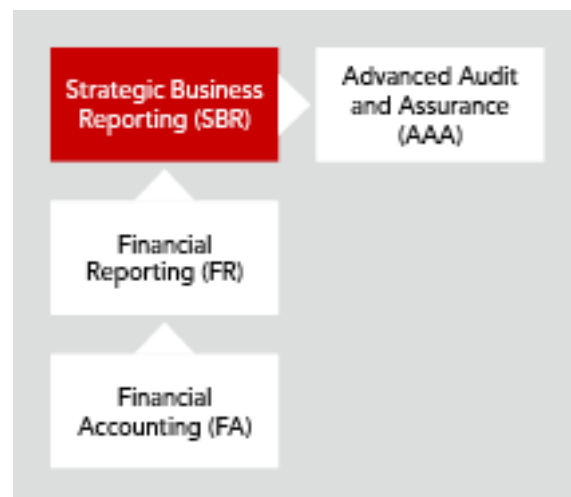 Strategic Business
Reporting (SBR)
Advanced Audit
and Assurance
(AAA)
Financial
Reporting (FR)
Financial
Accounting (FA)